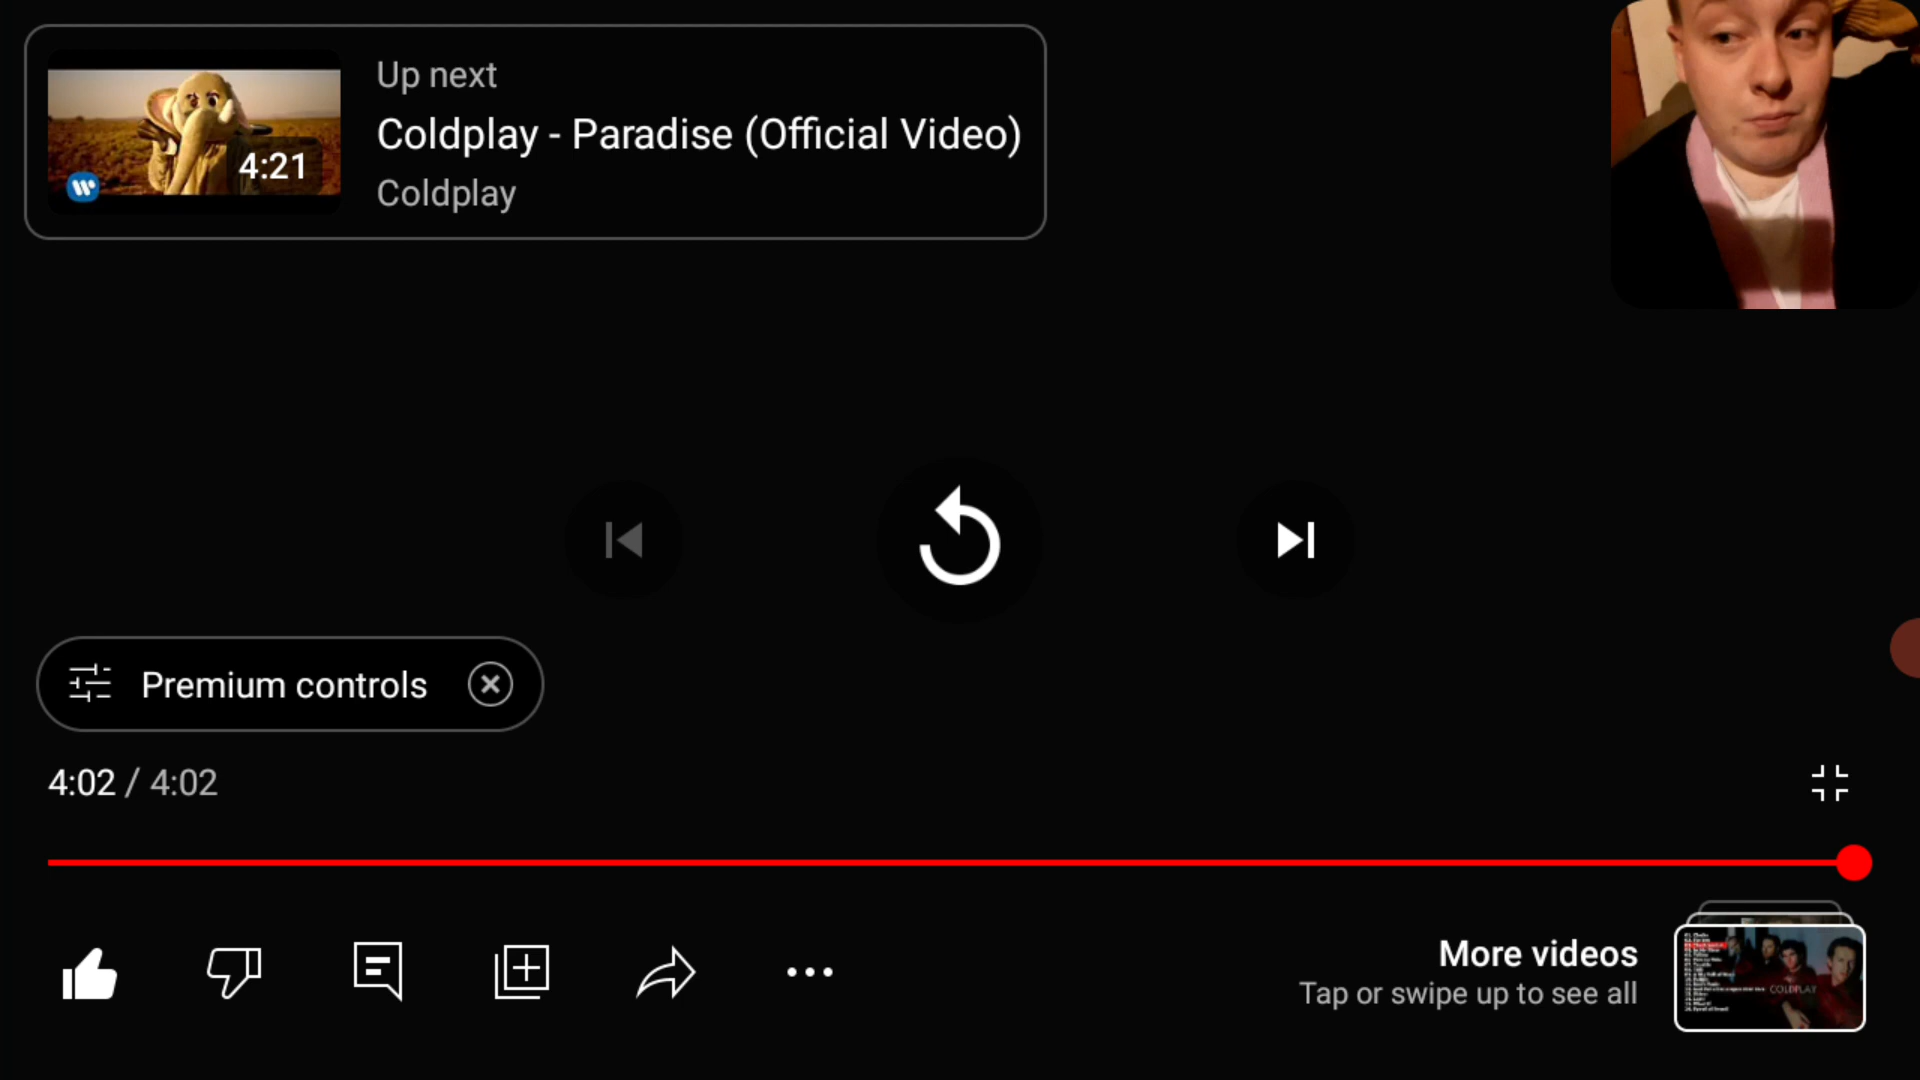 Up next
Coldplay - Paradise (Official Video)
Coldplay
4:21
Premium controls
4:02 / 4:02
More videos
Tap or swipe up to see all
COLDPLAY